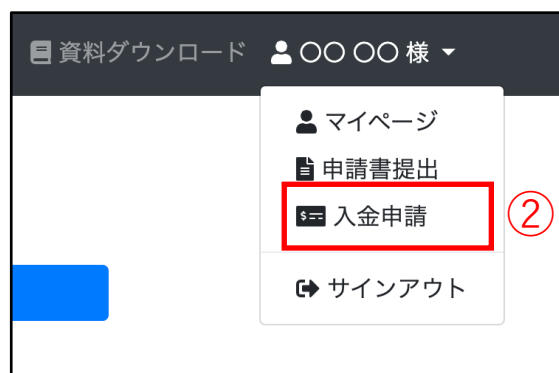 資料ダウンロード 〇〇 〇〇 様
マイページ
申請書提出
入金申請
②
サインアウト